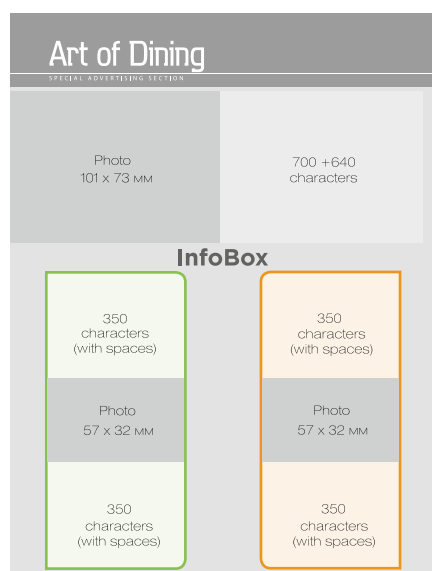 Art of Dining
SPECIAL ADVERTISING SECTION
Photo
101 x 73 мм
700 +640
characters
InfoBox
350
characters
(with spaces)
Photo
57 x 32 мм
350
characters
(with spaces)
350
characters
(with spaces)
Photo
57 x 32 мм
350
characters
(with spaces)